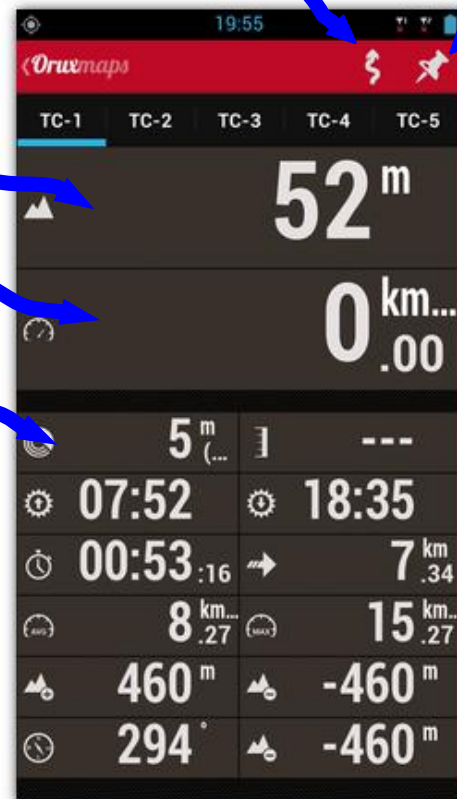 19:55
Oruxmaps
TC-1 TC-2 TC-3 TC-4 TC-5
52 m
0.00 km...
5 m (... ---
07:52 18:35
00:53:16 7.34 km
AVG 8.27 km... MAX 15.27 km...
460 m -460 m
294° -460 m